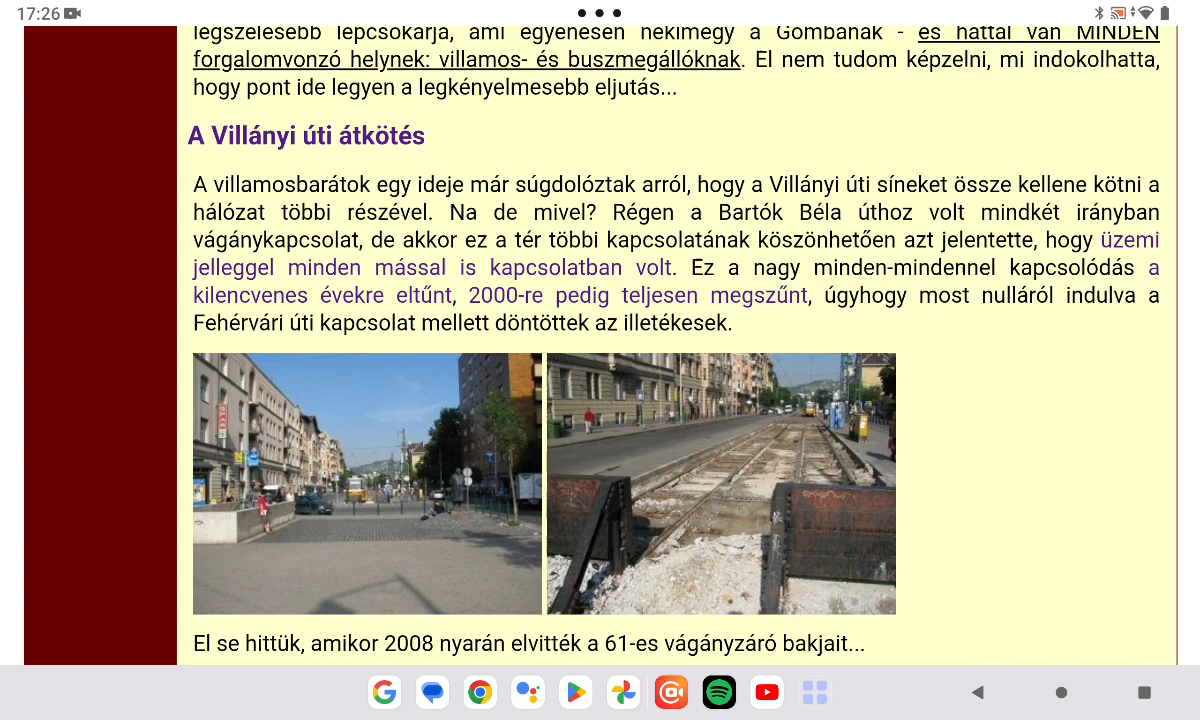 17:26
legszélesebb lépcsőkarja, ami egyenesen nekimegy a Gombának - és háttal van MINDEN
forgalomvonzó helynek: villamos- és buszmegállóknak. El nem tudom képzelni, mi indokolhatta,
hogy pont ide legyen a legkényelmesebb eljutás...
A Villányi úti átkötés
A villamosbarátok egy ideje már súgdolóztak arról, hogy a Villányi úti síneket össze kellene kötni a
hálózat többi részével. Na de mivel? Régen a Bartók Béla úthoz volt mindkét irányban
vágánykapcsolat, de akkor ez a tér többi kapcsolatának köszönhetően azt jelentette, hogy üzemi
jelleggel minden mással is kapcsolatban volt. Ez a nagy minden-mindennel kapcsolódás a
kilencvenes évekre eltűnt, 2000-re pedig teljesen megszűnt, úgyhogy most nulláról indulva a
Fehérvári úti kapcsolat mellett döntöttek az illetékesek.
El se hittük, amikor 2008 nyarán elvitték a 61-es vágányzáró bakjait...